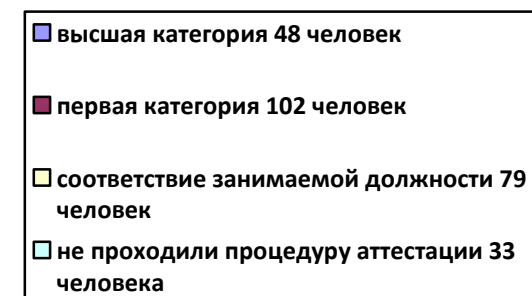 высшая категория 48 человек
первая категория 102 человек
соответствие занимаемой должности 79
человек
не проходили процедуру аттестации 33
человека